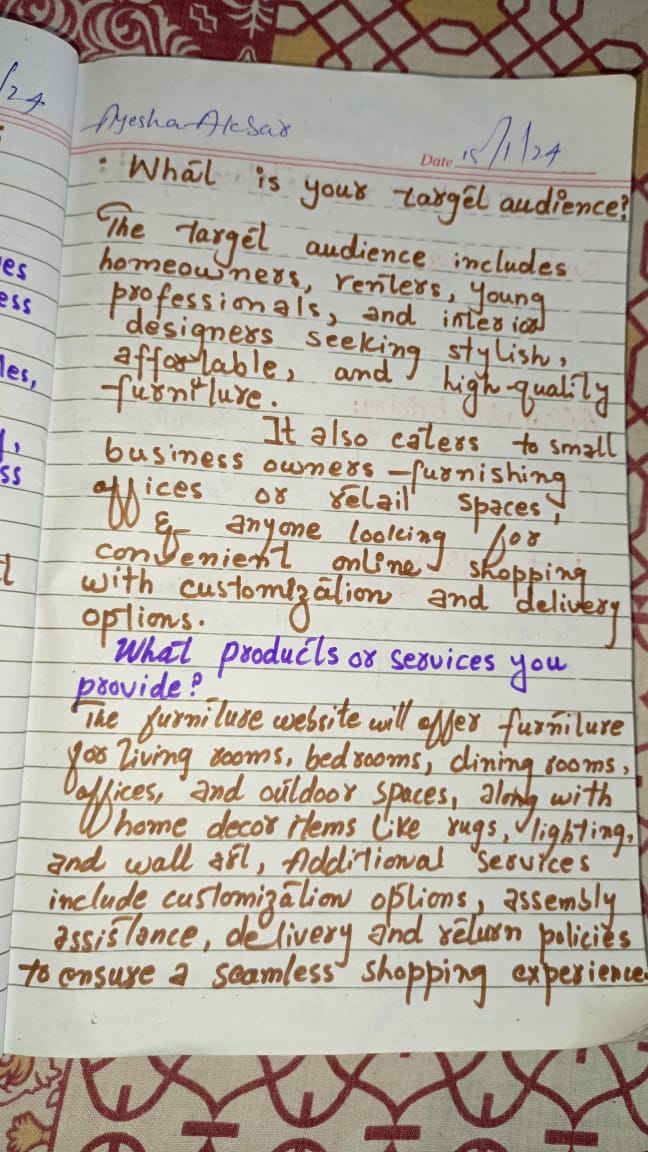 /24
es
ess
les,
ss
Ayesha Aksar
Date 15/1/24
: What is your target audience?
The target audience includes
homeowners, renters, young
professionals, and interior
designers seeking stylish,
affordable, and high-quality
furniture.
It also caters to small
business owners furnishing
offices or retail spaces,
& anyone looking for
convenient online shopping
with customization and delivery
options.
What products or services you
provide?
The furniture website will offer furniture
for living rooms, bedrooms, dining rooms,
offices, and outdoor spaces, along with
home decor items like rugs, lighting,
and wall art, Additional services
include customization options, assembly
assistance, delivery and return policies
to ensure a seamless shopping experience.